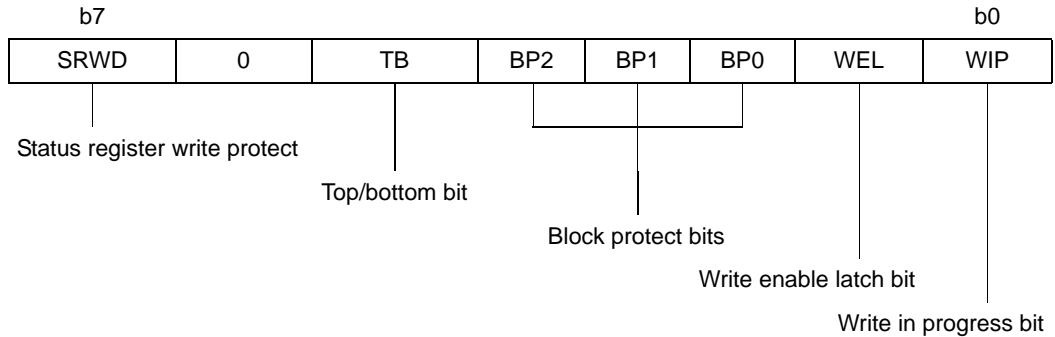 b7 b0
SRWD 0 TB BP2 BP1 BP0 WEL WIP
Status register write protect
Top/bottom bit
Block protect bits
Write enable latch bit
Write in progress bit